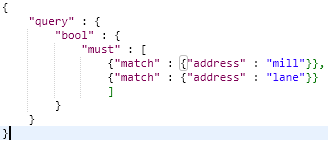 {
    "query" : {
        "bool" : {
            "must" : [
                {"match" : {"address" : "mill"}},
                {"match" : {"address" : "lane"}}
                ]
        }
    }
}